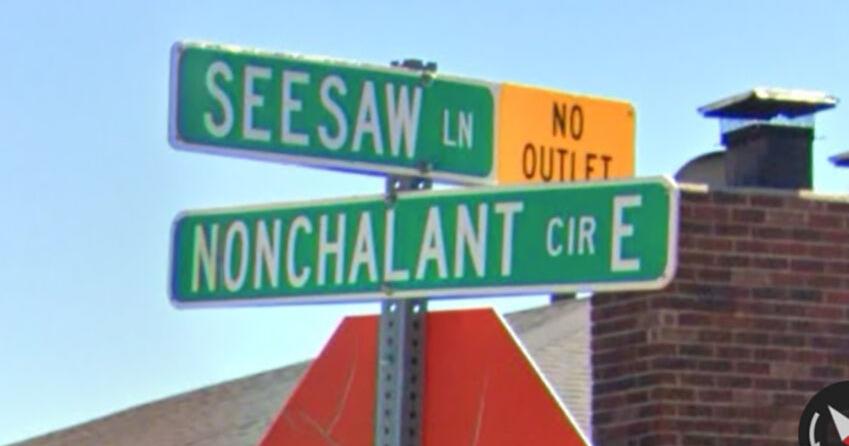 SEESAW LN
NO
OUTLET
NONCHALANT CIR E